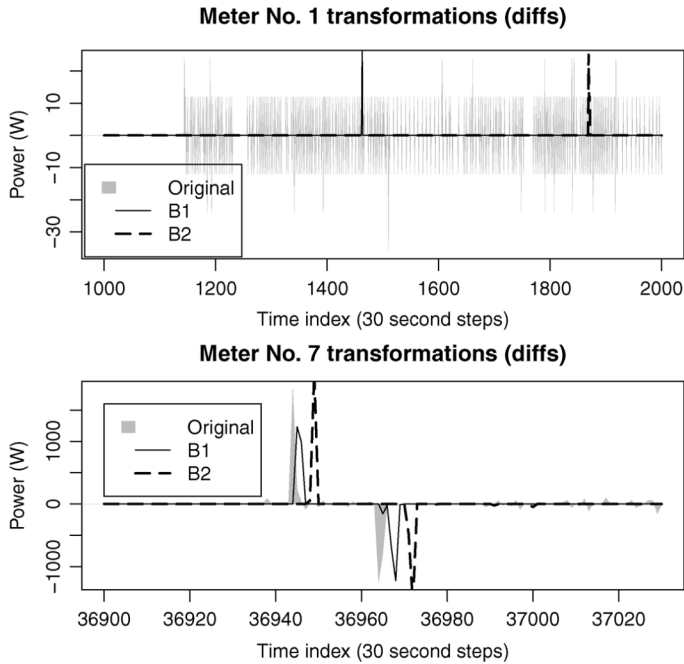 Meter No. 1 transformations (diffs)
Power (W)
10
−10
−30
Original
B1
B2
1000 1200 1400 1600 1800 2000
Time index (30 second steps)
Meter No. 7 transformations (diffs)
Power (W)
1000
0
−1000
Original
B1
B2
36900 36920 36940 36960 36980 37000 37020
Time index (30 second steps)